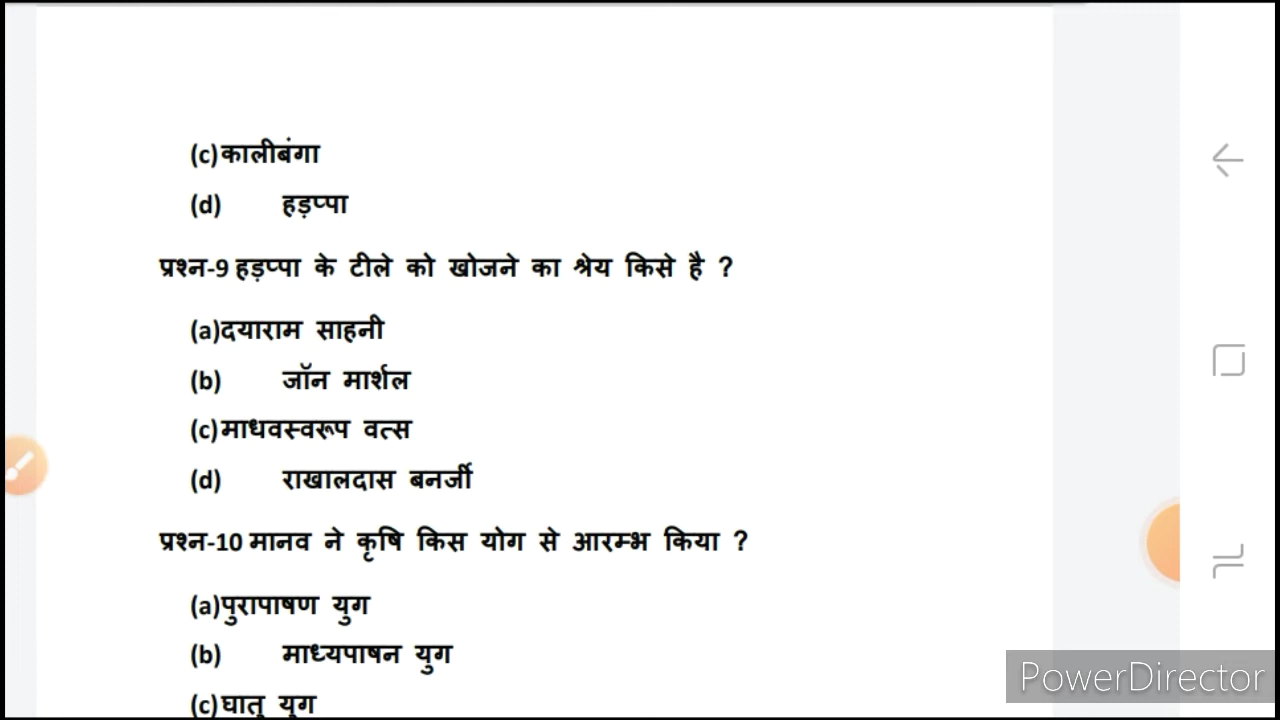 (c)कालीबंगा
(d) हड़प्पा
प्रश्न-9 हड़प्पा के टीले को खोजने का श्रेय किसे है ?
(a)दयाराम साहनी
(b) जॉन मार्शल
(c)माधवस्वरूप वत्स
(d) राखालदास बनर्जी
प्रश्न-10 मानव ने कृषि किस योग से आरम्भ किया ?
(a)पुरापाषण युग
(b) माध्यपाषन युग
(c)घातु युग
PowerDirector